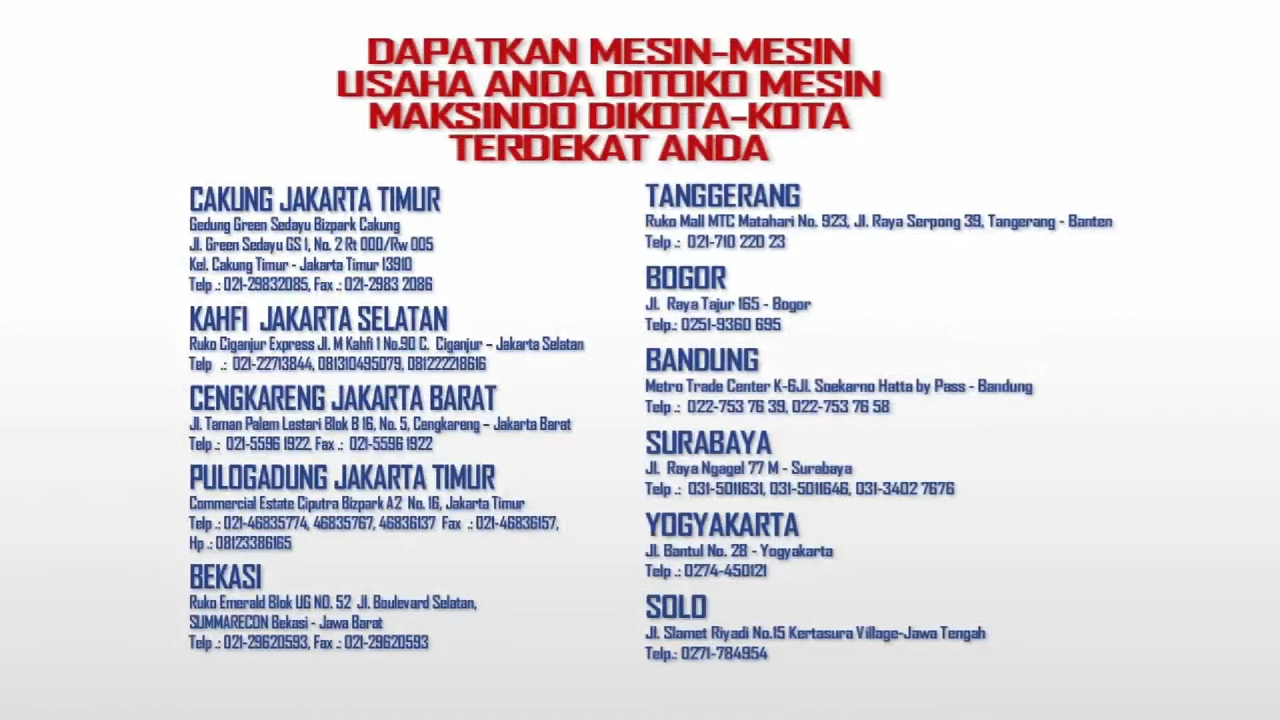 DAPATKAN MESIN-MESIN
USAHA ANDA DITOKO MESIN
MAKSINDO DIKOTA-KOTA
TERDEKAT ANDA
CAKUNG JAKARTA TIMUR
Gedung Green Sedayu Bizpark Cakung
Jl. Green Sedayu GS 1, No. 2 Rt 000/Rw 005
Kel. Cakung Timur - Jakarta Timur 13910
Telp .: 021-29832085, Fax .: 021-2983 2086
KAHFI JAKARTA SELATAN
Ruko Ciganjur Express Jl. M Kahfi 1 No.90 C. Ciganjur – Jakarta Selatan
Telp .: 021-22713844, 081310495079, 081222218616
CENGKARENG JAKARTA BARAT
Jl. Taman Palem Lestari Blok B 16, No. 5, Cengkareng – Jakarta Barat
Telp .: 021-5596 1922, Fax .: 021-5596 1922
PULOGADUNG JAKARTA TIMUR
Commercial Estate Ciputra Bizpark A2 No. 16, Jakarta Timur
Telp .: 021-46835774, 46835767, 46836137 Fax .: 021-46836157,
Hp .: 08123386165
BEKASI
Ruko Emerald Blok UG NO. 52 Jl. Boulevard Selatan,
SUMMARECON Bekasi - Jawa Barat
Telp .: 021-29620593, Fax .: 021-29620593
TANGGERANG
Ruko Mall MTC Matahari No. 923, Jl. Raya Serpong 39, Tangerang - Banten
Telp .: 021-710 220 23
BOGOR
Jl. Raya Tajur 165 - Bogor
Telp.: 0251-9360 695
BANDUNG
Metro Trade Center K-6Jl. Soekarno Hatta by Pass - Bandung
Telp .: 022-753 76 39, 022-753 76 58
SURABAYA
Jl. Raya Ngagel 77 M - Surabaya
Telp .: 031-5011631, 031-5011646, 031-3402 7676
YOGYAKARTA
Jl. Bantul No. 28 - Yogyakarta
Telp .: 0274-450121
SOLO
Jl. Slamet Riyadi No.15 Kertasura Village-Jawa Tengah
Telp.: 0271-784954